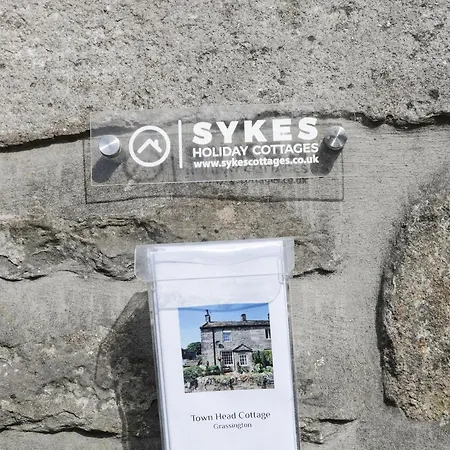 SYKES
HOLIDAY COTTAGES
www.sykescottages.co.uk
Town Head Cottage
Grassington